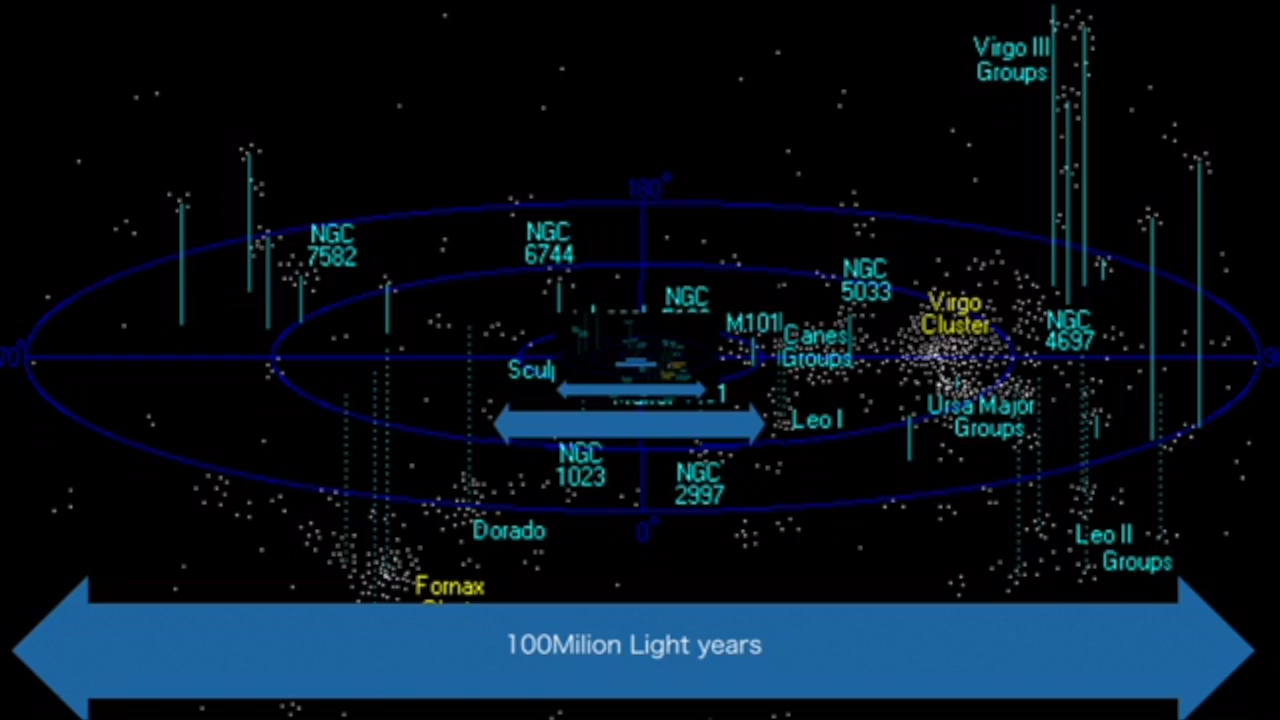 Virgo III
Groups
180°
NGC
7582
NGC
6744
NGC
5033
NGC
M101
Canes
Groups
Virgo
Cluster
NGC
4697
Leo I
Ursa Major
Groups
NGC
1023
NGC
2997
Dorado
0°
Leo II
Groups
Fornax
100Milion Light years